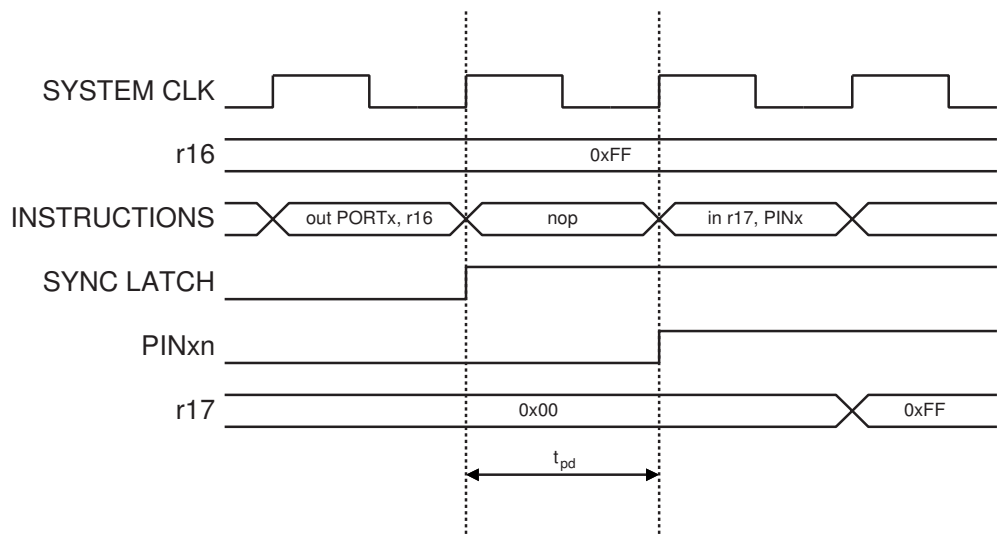 SYSTEM CLK
r16
0xFF
INSTRUCTIONS
out PORTx, r16
nop
in r17, PINx
SYNC LATCH
PINxn
r17
0x00
0xFF
tpd